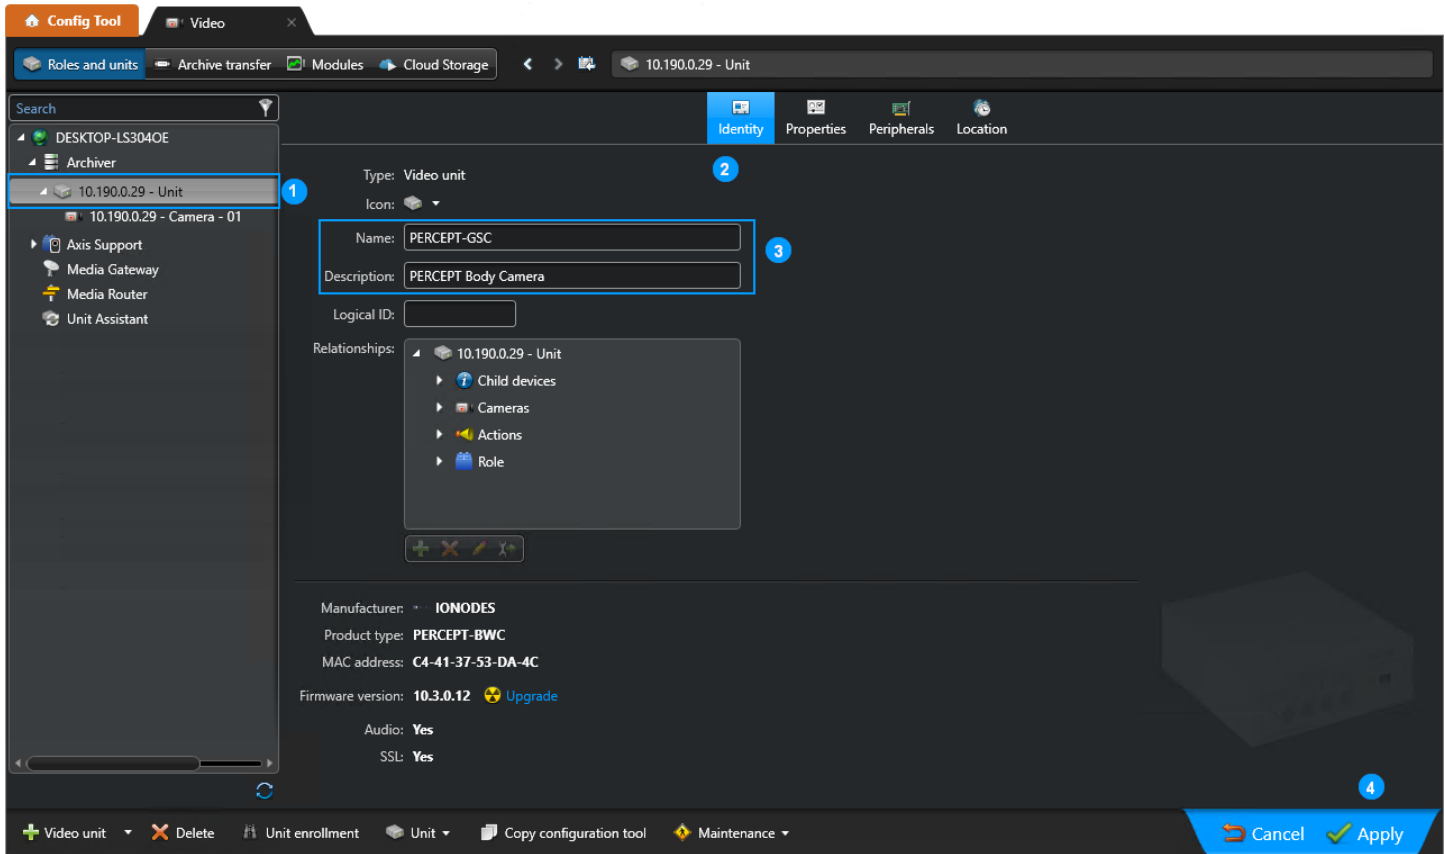 Config Tool
Video
Roles and units
Archive transfer
Modules
Cloud Storage
10.190.0.29 - Unit
Search
DESKTOP-LS304OE
Archiver
10.190.0.29 - Unit
10.190.0.29 - Camera - 01
Axis Support
Media Gateway
Media Router
Unit Assistant
1
Identity
Properties
Peripherals
Location
2
Type: Video unit
Icon:
Name: PERCEPT-GSC
Description: PERCEPT Body Camera
3
Logical ID:
Relationships:
10.190.0.29 - Unit
Child devices
Cameras
Actions
Role
Manufacturer: IONODES
Product type: PERCEPT-BWC
MAC address: C4-41-37-53-DA-4C
Firmware version: 10.3.0.12 Upgrade
Audio: Yes
SSL: Yes
4
Video unit
Delete
Unit enrollment
Unit
Copy configuration tool
Maintenance
Cancel
Apply